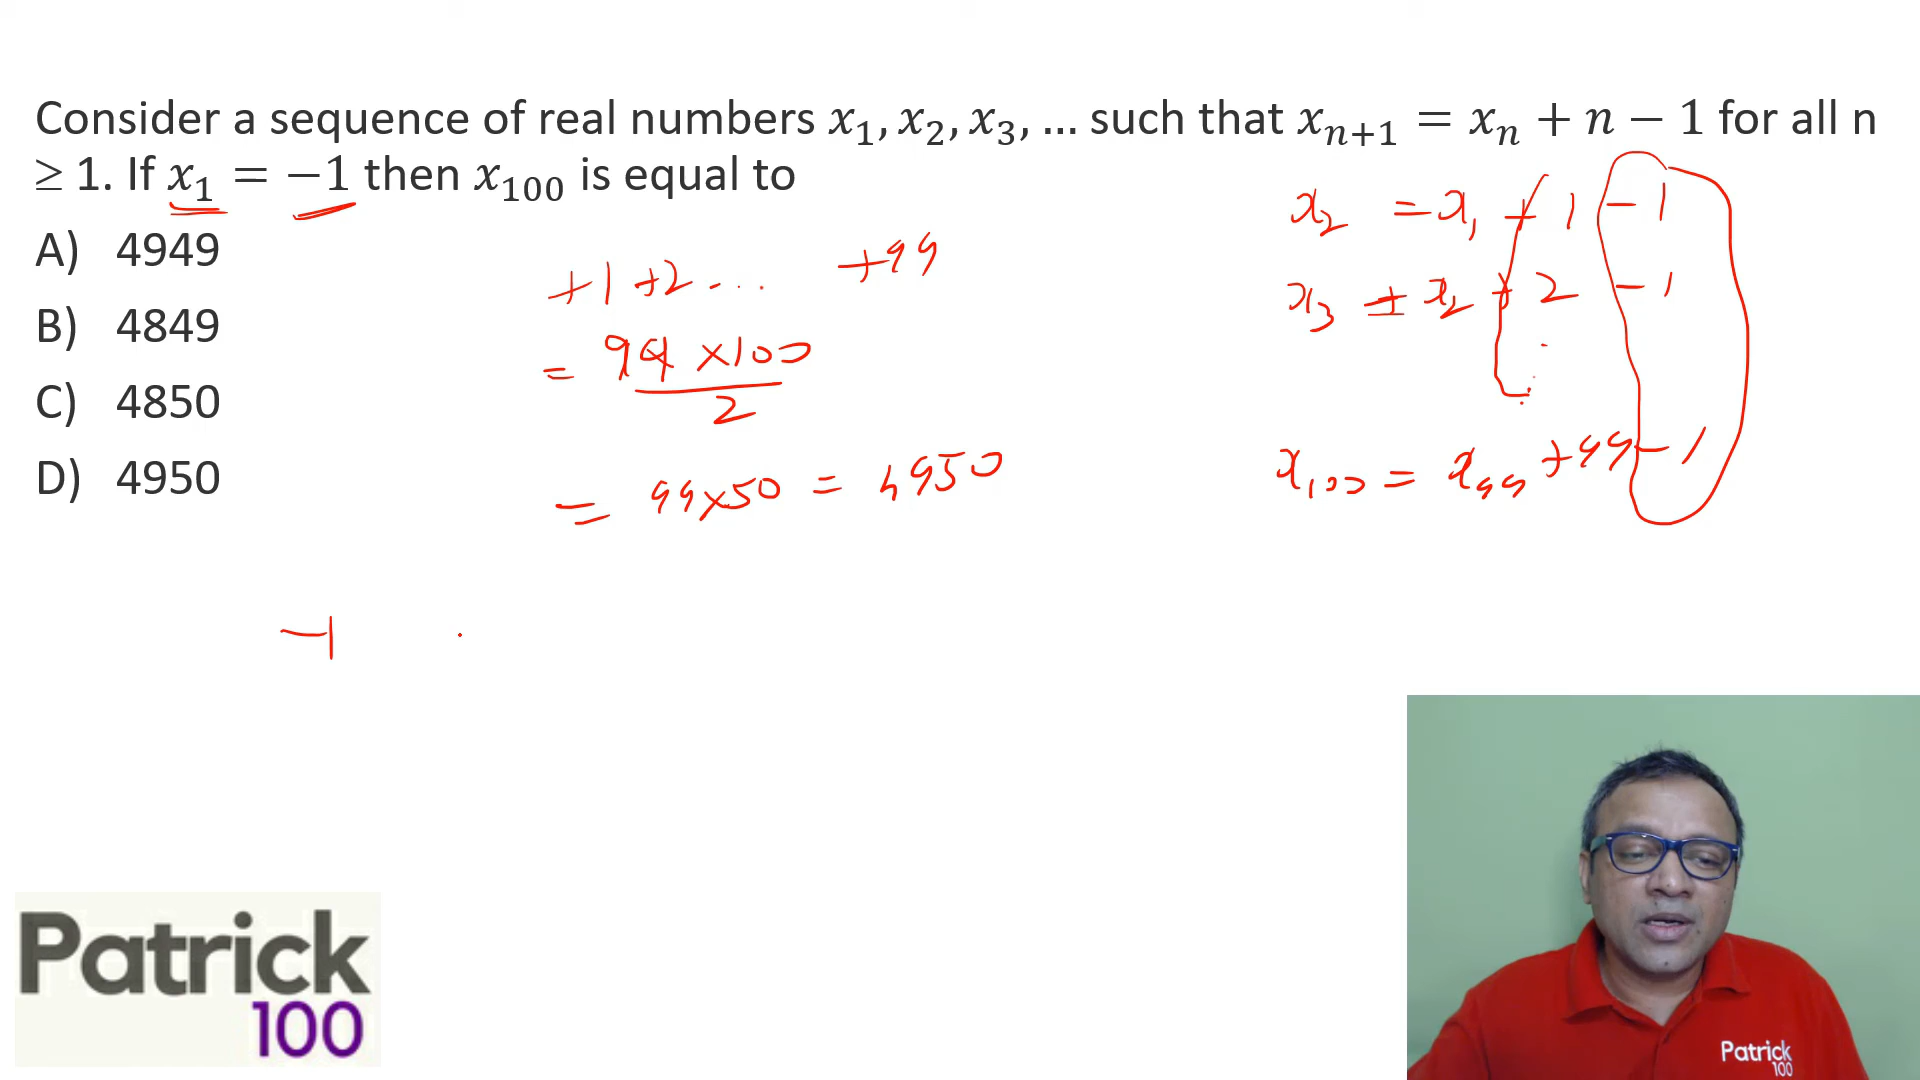 Consider a sequence of real numbers x₁, x₂, x₃, … such that xₙ₊₁ = xₙ + n − 1 for all n
≥ 1. If x₁ = −1 then x₁₀₀ is equal to
A) 4949
B) 4849
C) 4850
D) 4950
+1 +2 ... +99
= 99 ×100
2
= 99×50 = 4950
-1
x₂ = x₁ + 1 - 1
x₃ = x₂ + 2 - 1
x₁₀₀ = x₉₉ + 99 - 1
Patrick
100
Patrick
100